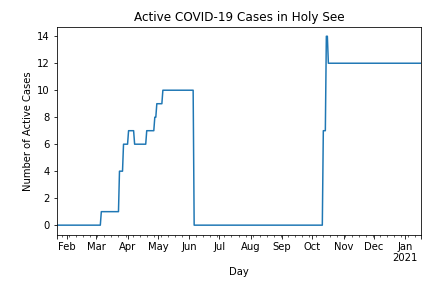 Active COVID-19 Cases in Holy See
Number of Active Cases
14
12
10
8
6
4
2
0
Feb Mar Apr May Jun Jul Aug Sep Oct Nov Dec Jan
2021
Day